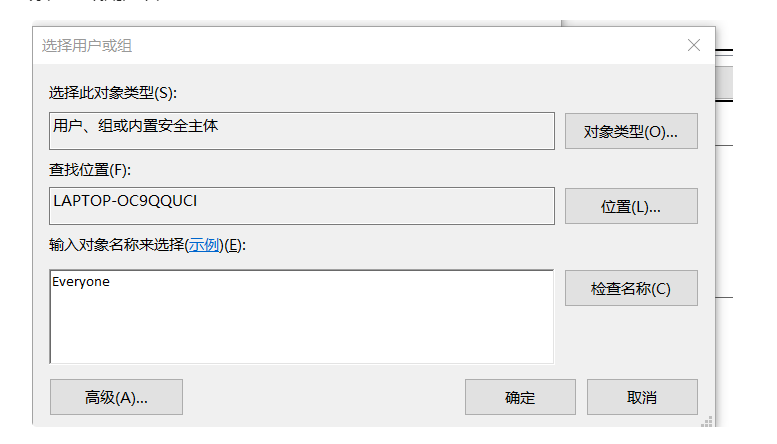 选择用户或组
选择此对象类型(S):
用户、组或内置安全主体
对象类型(O)...
查找位置(F):
LAPTOP-OC9QQUCI
位置(L)...
输入对象名称来选择(示例)(E):
Everyone
检查名称(C)
高级(A)...
确定
取消